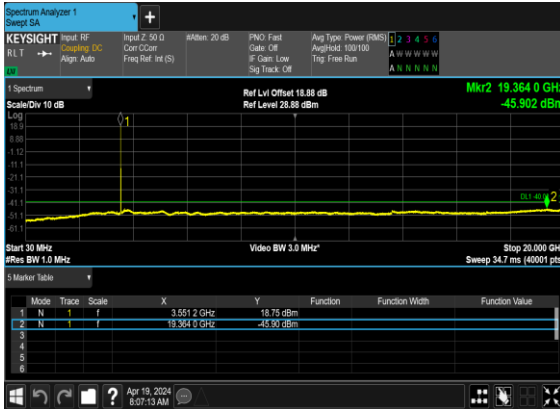 Spectrum Analyzer 1
Swept SA
+
KEYSIGHT Input: RF Input Z: 50 Ω #Atten: 20 dB PNO: Fast Avg Type: Power (RMS) 1 2 3 4 5 6
RLT Coupling: DC Corr CCorr Gate: Off Avg|Hold: 100/100 A W W W W W
Align: Auto Freq Ref: Int (S) IF Gain: Low Trig: Free Run
Sig Track: Off A N N N N N
1 Spectrum Ref Lvl Offset 18.88 dB Mkr2 19.364 0 GHz
Scale/Div 10 dB Ref Level 28.88 dBm -45.902 dBm
Log
1
18.9
8.88
-1.12
-11.1
-21.1
-31.1
-41.1 2
-51.1
-61.1
Start 30 MHz Video BW 3.0 MHz* Stop 20.000 GH
#Res BW 1.0 MHz Sweep 34.7 ms (40001 pts
5 Marker Table
Mode Trace Scale X Y Function Function Width Function Value
1 N 1 f 3.551 2 GHz 18.75 dBm
2 N 1 f 19.364 0 GHz -45.90 dBm
3
4
5
6
? Apr 19, 2024
8:07:13 AM